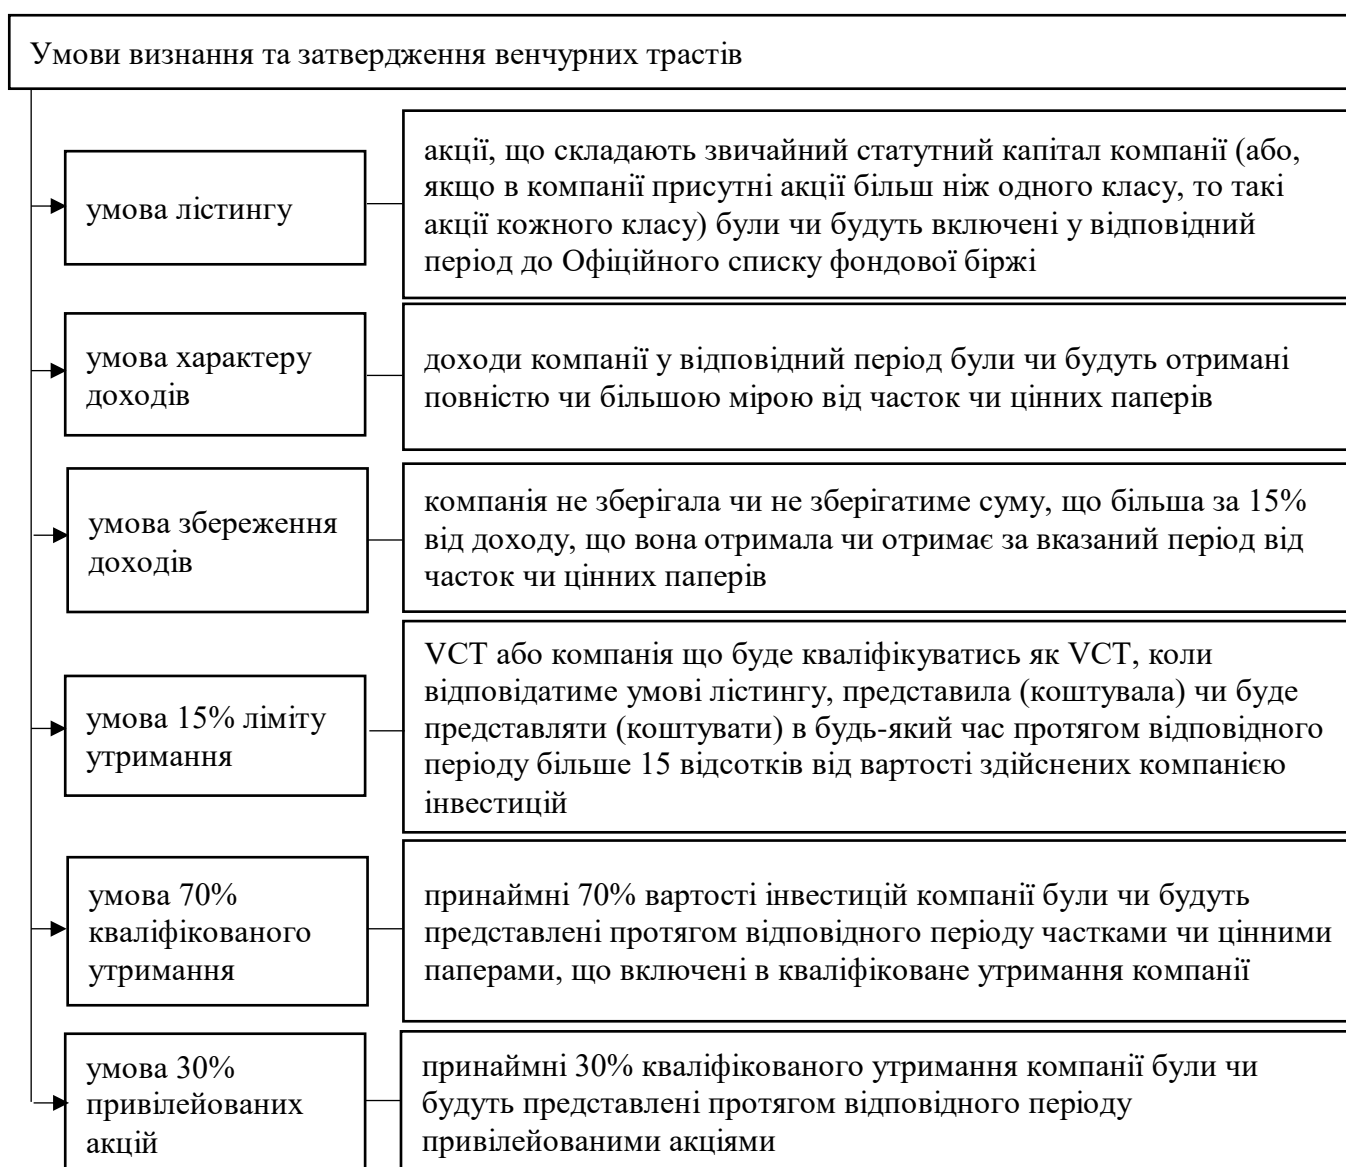 Умови визнання та затвердження венчурних трастів
умова лістингу
акції, що складають звичайний статутний капітал компанії (або,
якщо в компанії присутні акції більш ніж одного класу, то такі
акції кожного класу) були чи будуть включені у відповідний
період до Офіційного списку фондової біржі
умова характеру
доходів
доходи компанії у відповідний період були чи будуть отримані
повністю чи більшою мірою від часток чи цінних паперів
умова збереження
доходів
компанія не зберігала чи не зберігатиме суму, що більша за 15%
від доходу, що вона отримала чи отримає за вказаний період від
часток чи цінних паперів
умова 15% ліміту
утримання
VCT або компанія що буде кваліфікуватись як VCT, коли
відповідатиме умові лістингу, представила (коштувала) чи буде
представляти (коштувати) в будь-який час протягом відповідного
періоду більше 15 відсотків від вартості здійснених компанією
інвестицій
умова 70%
кваліфікованого
утримання
принаймні 70% вартості інвестицій компанії були чи будуть
представлені протягом відповідного періоду частками чи цінними
паперами, що включені в кваліфіковане утримання компанії
умова 30%
привілейованих
акцій
принаймні 30% кваліфікованого утримання компанії були чи
будуть представлені протягом відповідного періоду
привілейованими акціями